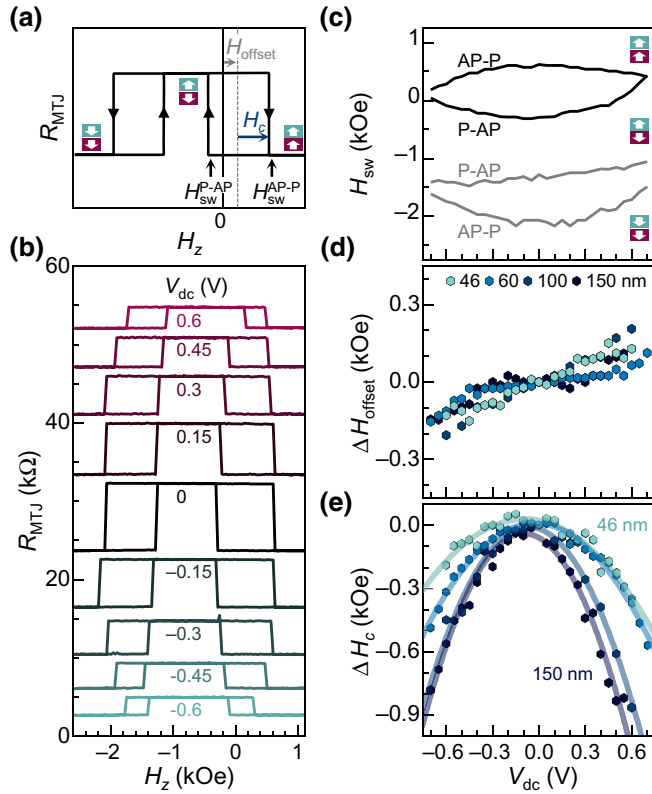 (a)
H_offset
H_c
R_MTJ
H_sw^P-AP
0
H_sw^AP-P
H_z
(b)
60
40
20
0
R_MTJ (kΩ)
V_dc (V)
0.6
0.45
0.3
0.15
0
−0.15
−0.3
−0.45
-0.6
−2
−1
0
1
H_z (kOe)
(c)
1
0
−1
−2
H_sw (kOe)
AP-P
P-AP
P-AP
AP-P
(d)
46 60 100 150 nm
0.3
0.0
−0.3
Δ H_offset (kOe)
(e)
0.0
−0.3
−0.6
−0.9
Δ H_c (kOe)
46 nm
150 nm
−0.6
−0.3
0.0
0.3
0.6
V_dc (V)